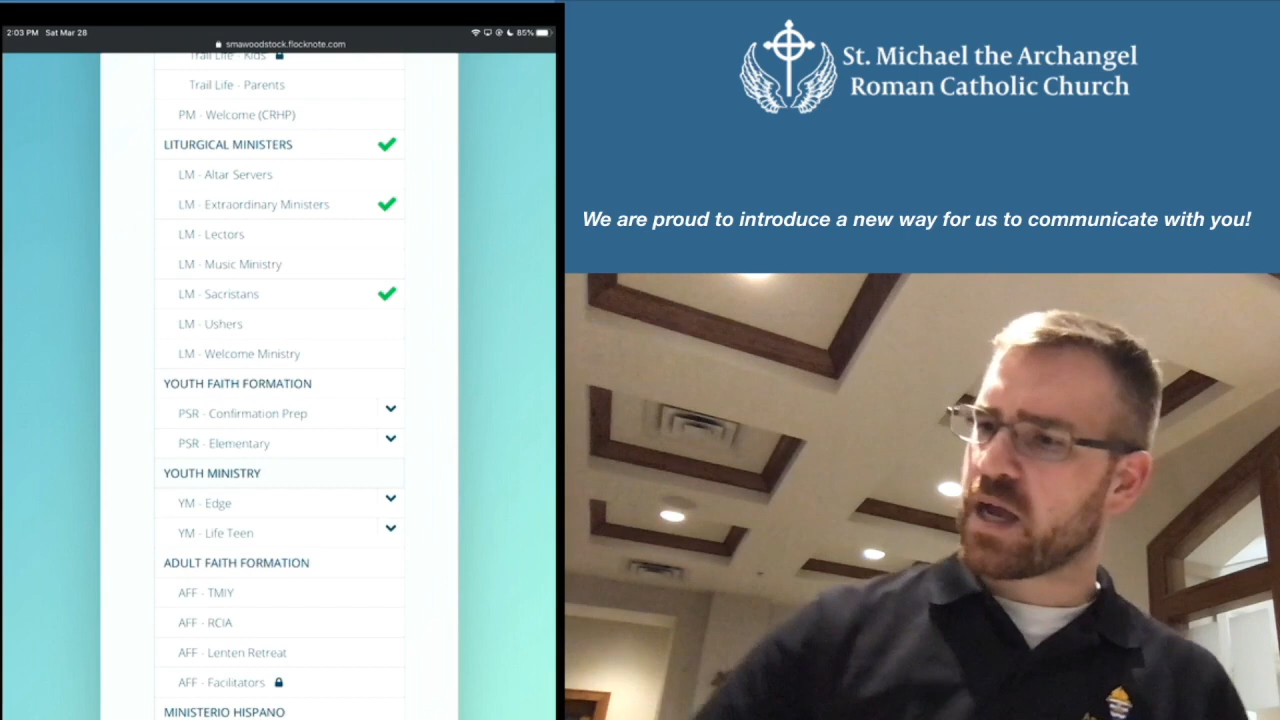 2:03 PM Sat Mar 28
85%
smawoodstock.flocknote.com
Trail Life - Kids
Trail Life - Parents
PM - Welcome (CRHP)
LITURGICAL MINISTERS
LM - Altar Servers
LM - Extraordinary Ministers
LM - Lectors
LM - Music Ministry
LM - Sacristans
LM - Ushers
LM - Welcome Ministry
YOUTH FAITH FORMATION
PSR - Confirmation Prep
PSR - Elementary
YOUTH MINISTRY
YM - Edge
YM - Life Teen
ADULT FAITH FORMATION
AFF - TMIY
AFF - RCIA
AFF - Lenten Retreat
AFF - Facilitators
MINISTERIO HISPANO
St. Michael the Archangel
Roman Catholic Church
We are proud to introduce a new way for us to communicate with you!